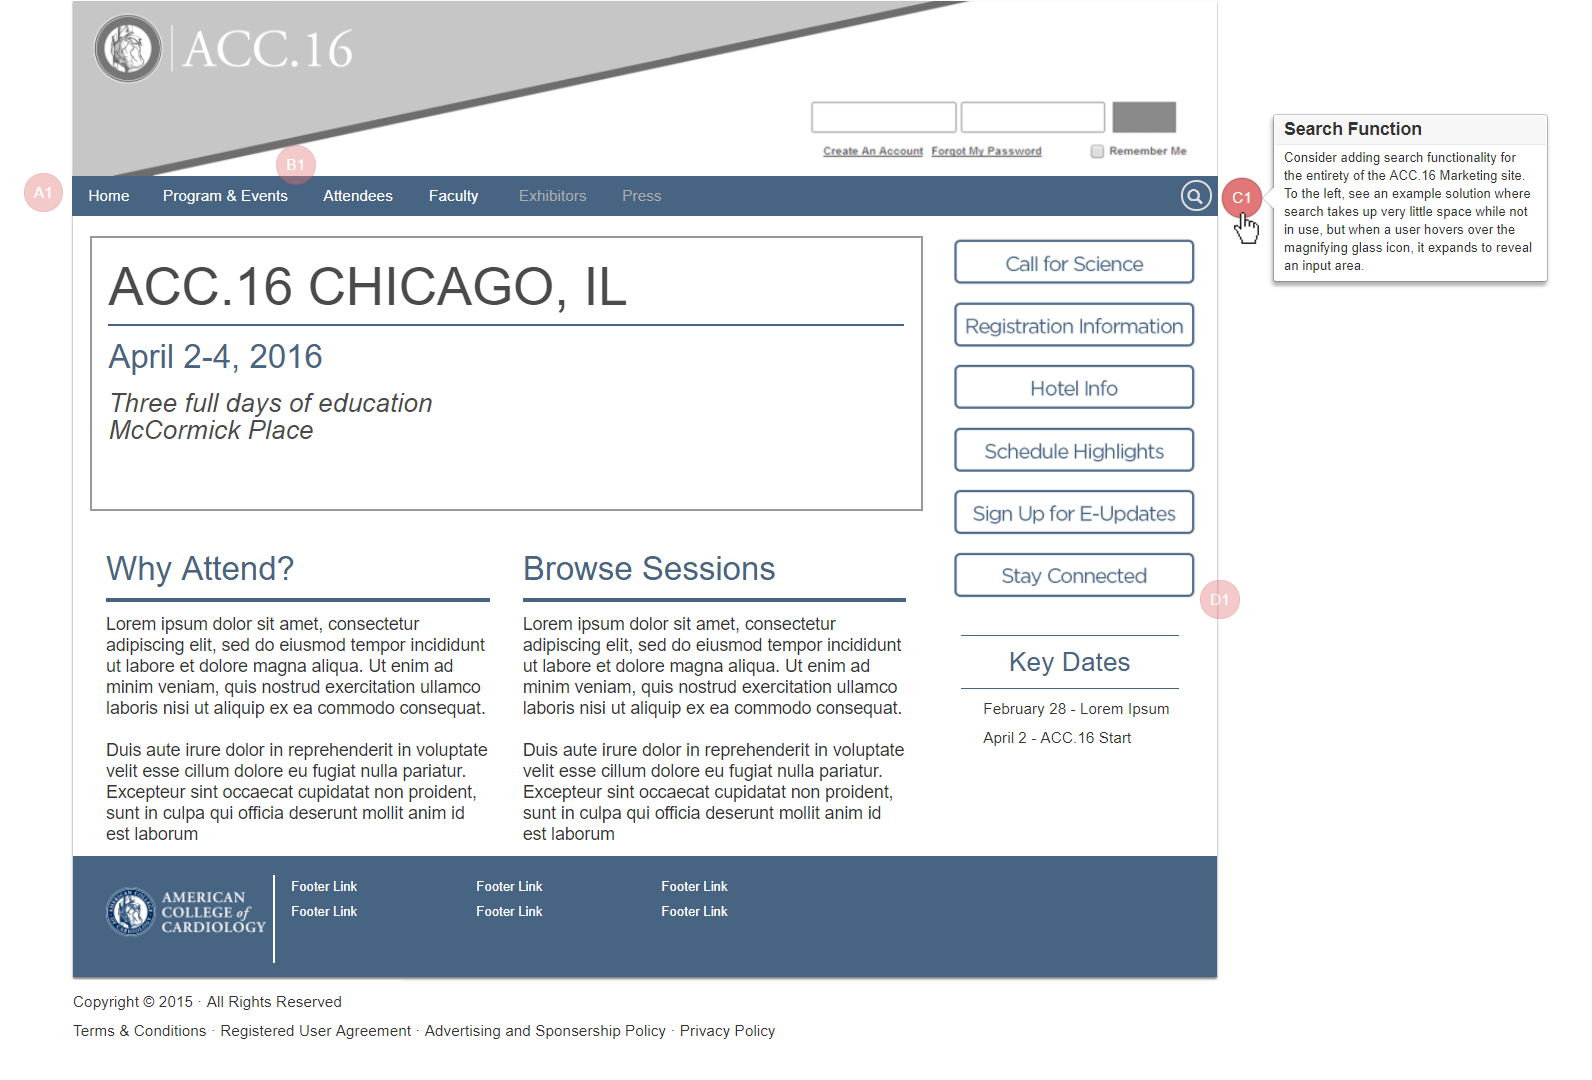 ACC.16
Create An Account Forgot My Password Remember Me
B1
A1
Home Program & Events Attendees Faculty Exhibitors Press
C1
Search Function
Consider adding search functionality for
the entirety of the ACC.16 Marketing site.
To the left, see an example solution where
search takes up very little space while not
in use, but when a user hovers over the
magnifying glass icon, it expands to reveal
an input area.
ACC.16 CHICAGO, IL
April 2-4, 2016
Three full days of education
McCormick Place
Call for Science
Registration Information
Hotel Info
Schedule Highlights
Sign Up for E-Updates
Stay Connected
D1
Why Attend?
Lorem ipsum dolor sit amet, consectetur
adipiscing elit, sed do eiusmod tempor incididunt
ut labore et dolore magna aliqua. Ut enim ad
minim veniam, quis nostrud exercitation ullamco
laboris nisi ut aliquip ex ea commodo consequat.
Duis aute irure dolor in reprehenderit in voluptate
velit esse cillum dolore eu fugiat nulla pariatur.
Excepteur sint occaecat cupidatat non proident,
sunt in culpa qui officia deserunt mollit anim id
est laborum
Browse Sessions
Lorem ipsum dolor sit amet, consectetur
adipiscing elit, sed do eiusmod tempor incididunt
ut labore et dolore magna aliqua. Ut enim ad
minim veniam, quis nostrud exercitation ullamco
laboris nisi ut aliquip ex ea commodo consequat.
Duis aute irure dolor in reprehenderit in voluptate
velit esse cillum dolore eu fugiat nulla pariatur.
Excepteur sint occaecat cupidatat non proident,
sunt in culpa qui officia deserunt mollit anim id
est laborum
Key Dates
February 28 - Lorem Ipsum
April 2 - ACC.16 Start
AMERICAN
COLLEGE of
CARDIOLOGY
Footer Link Footer Link Footer Link
Footer Link Footer Link Footer Link
Copyright © 2015 · All Rights Reserved
Terms & Conditions · Registered User Agreement · Advertising and Sponsership Policy · Privacy Policy